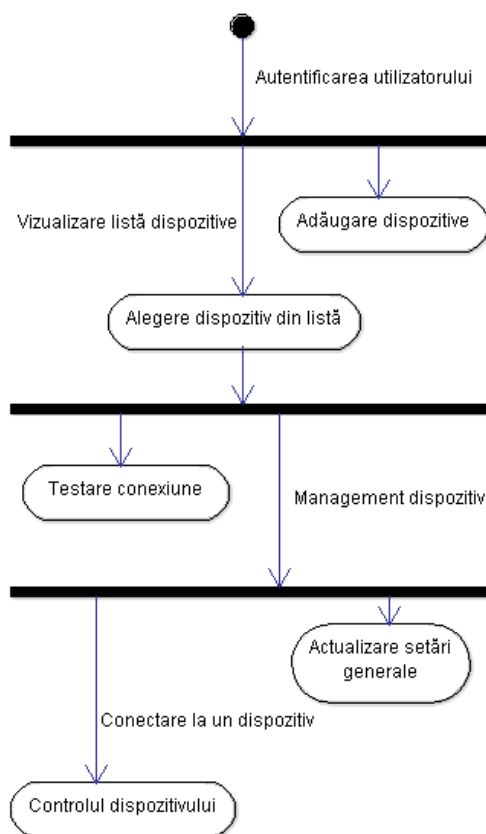 Autentificarea utilizatorului
Vizualizare listă dispozitive
Adăugare dispozitive
Alegere dispozitiv din listă
Testare conexiune
Management dispozitiv
Actualizare setări
generale
Conectare la un dispozitiv
Controlul dispozitivului